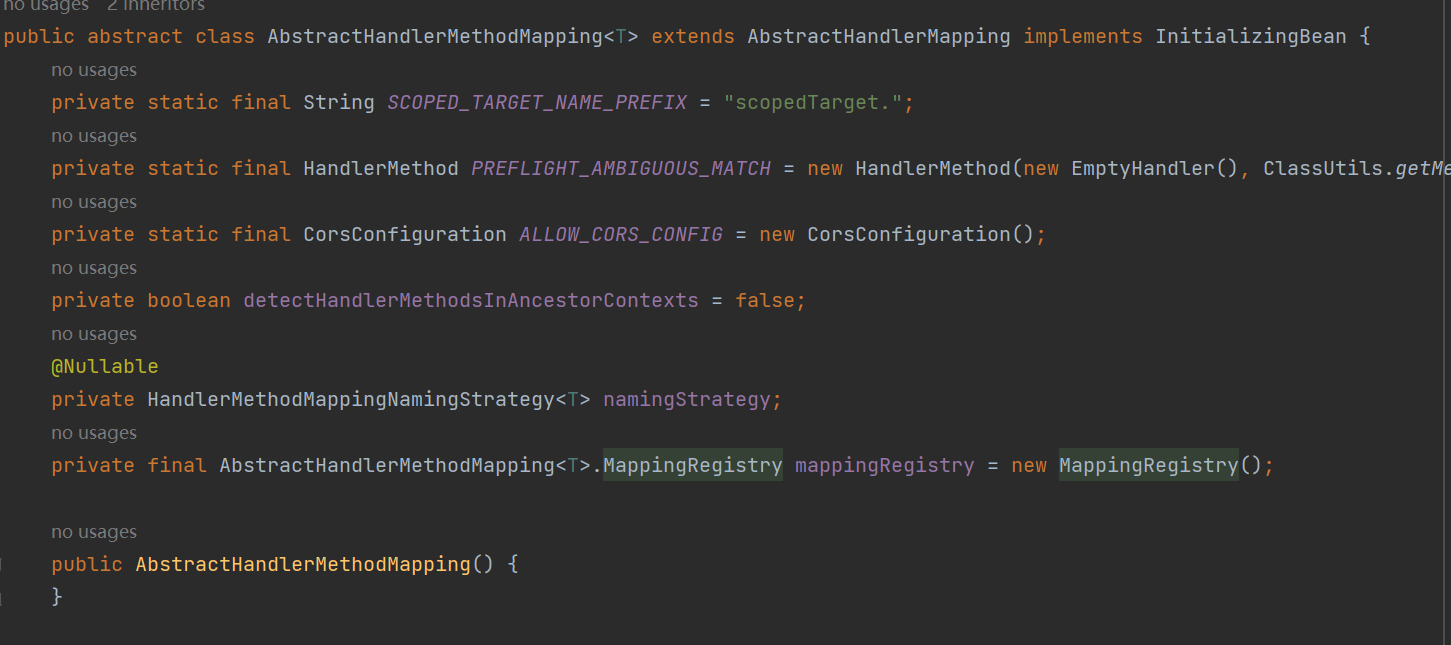 no usages 2 inheritors
public abstract class AbstractHandlerMethodMapping<T> extends AbstractHandlerMapping implements InitializingBean {
no usages
private static final String SCOPED_TARGET_NAME_PREFIX = "scopedTarget.";
no usages
private static final HandlerMethod PREFLIGHT_AMBIGUOUS_MATCH = new HandlerMethod(new EmptyHandler(), ClassUtils.getMe
no usages
private static final CorsConfiguration ALLOW_CORS_CONFIG = new CorsConfiguration();
no usages
private boolean detectHandlerMethodsInAncestorContexts = false;
no usages
@Nullable
private HandlerMethodMappingNamingStrategy<T> namingStrategy;
no usages
private final AbstractHandlerMethodMapping<T>.MappingRegistry mappingRegistry = new MappingRegistry();
no usages
public AbstractHandlerMethodMapping() {
}